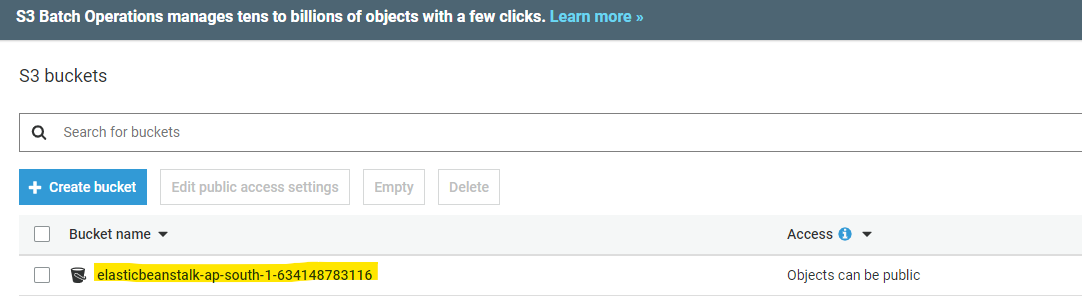 S3 Batch Operations manages tens to billions of objects with a few clicks. Learn more »
S3 buckets
Search for buckets
+ Create bucket Edit public access settings Empty Delete
Bucket name Access
elasticbeanstalk-ap-south-1-634148783116 Objects can be public